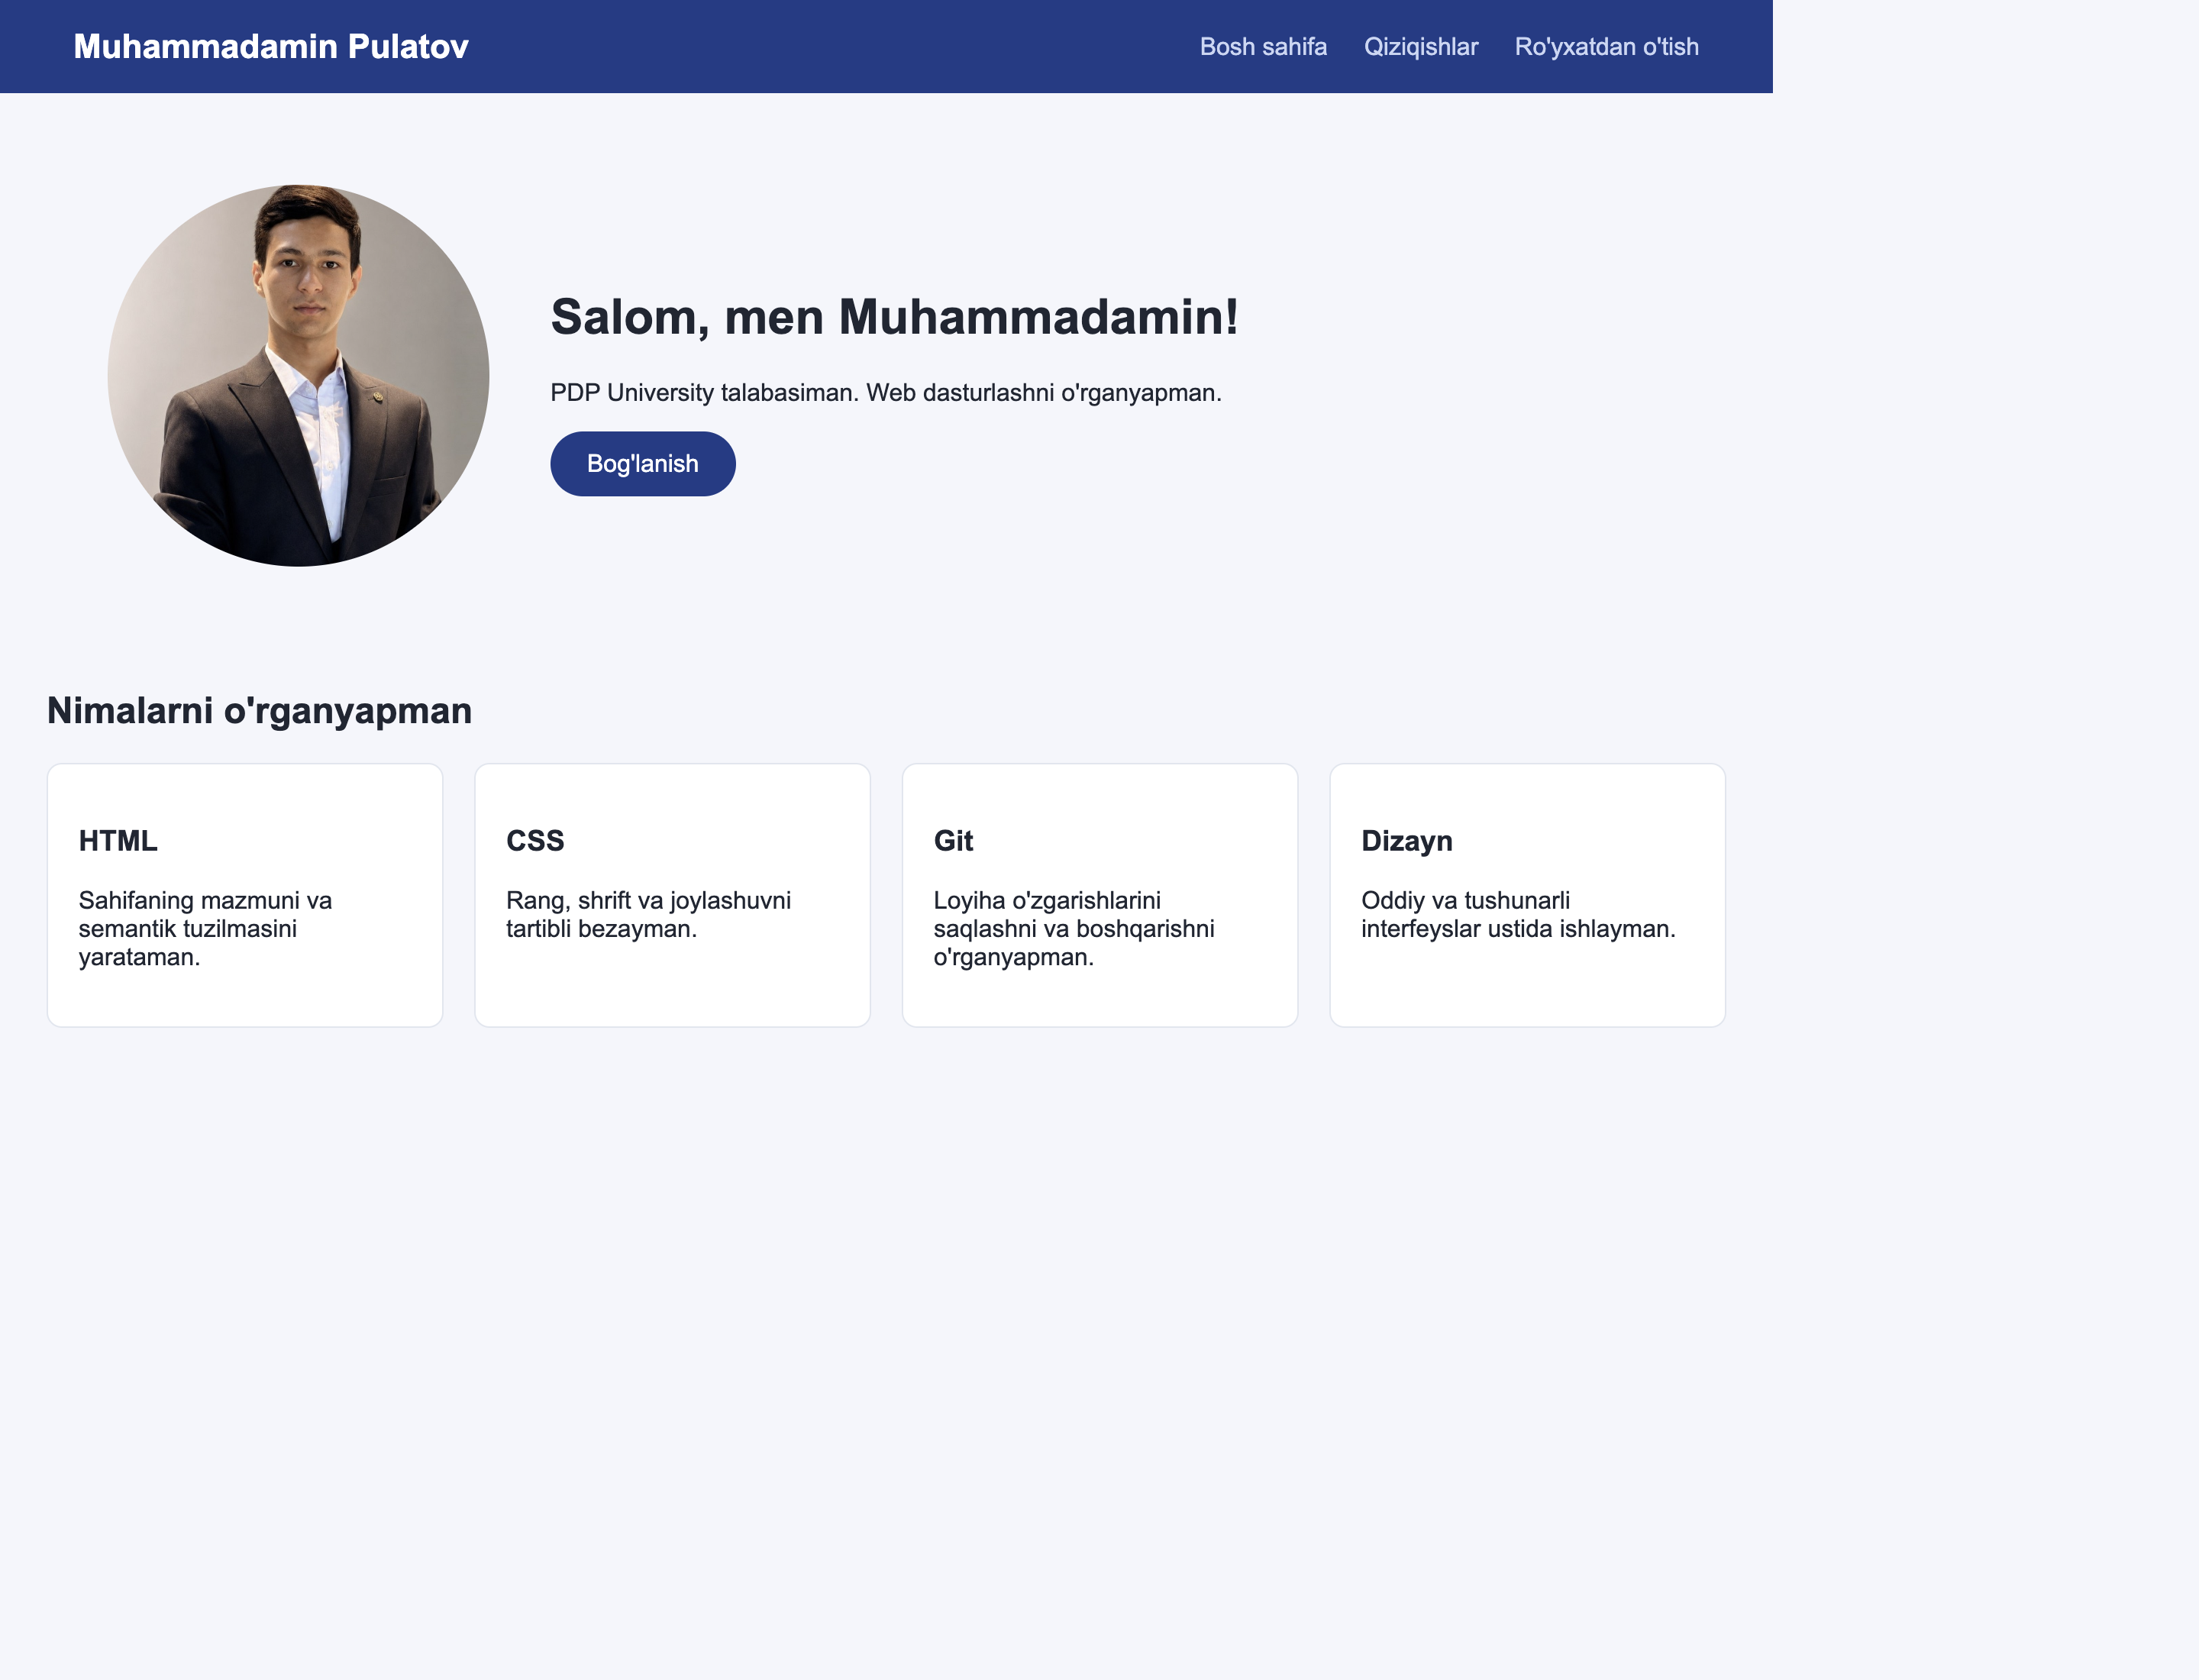 Muhammadamin Pulatov
Bosh sahifa Qiziqishlar Ro'yxatdan o'tish
Salom, men Muhammadamin!
PDP University talabasiman. Web dasturlashni o'rganyapman.
Bog'lanish
Nimalarni o'rganyapman
HTML
Sahifaning mazmuni va
semantik tuzilmasini
yarataman.
CSS
Rang, shrift va joylashuvni
tartibli bezayman.
Git
Loyiha o'zgarishlarini
saqlashni va boshqarishni
o'rganyapman.
Dizayn
Oddiy va tushunarli
interfeyslar ustida ishlayman.